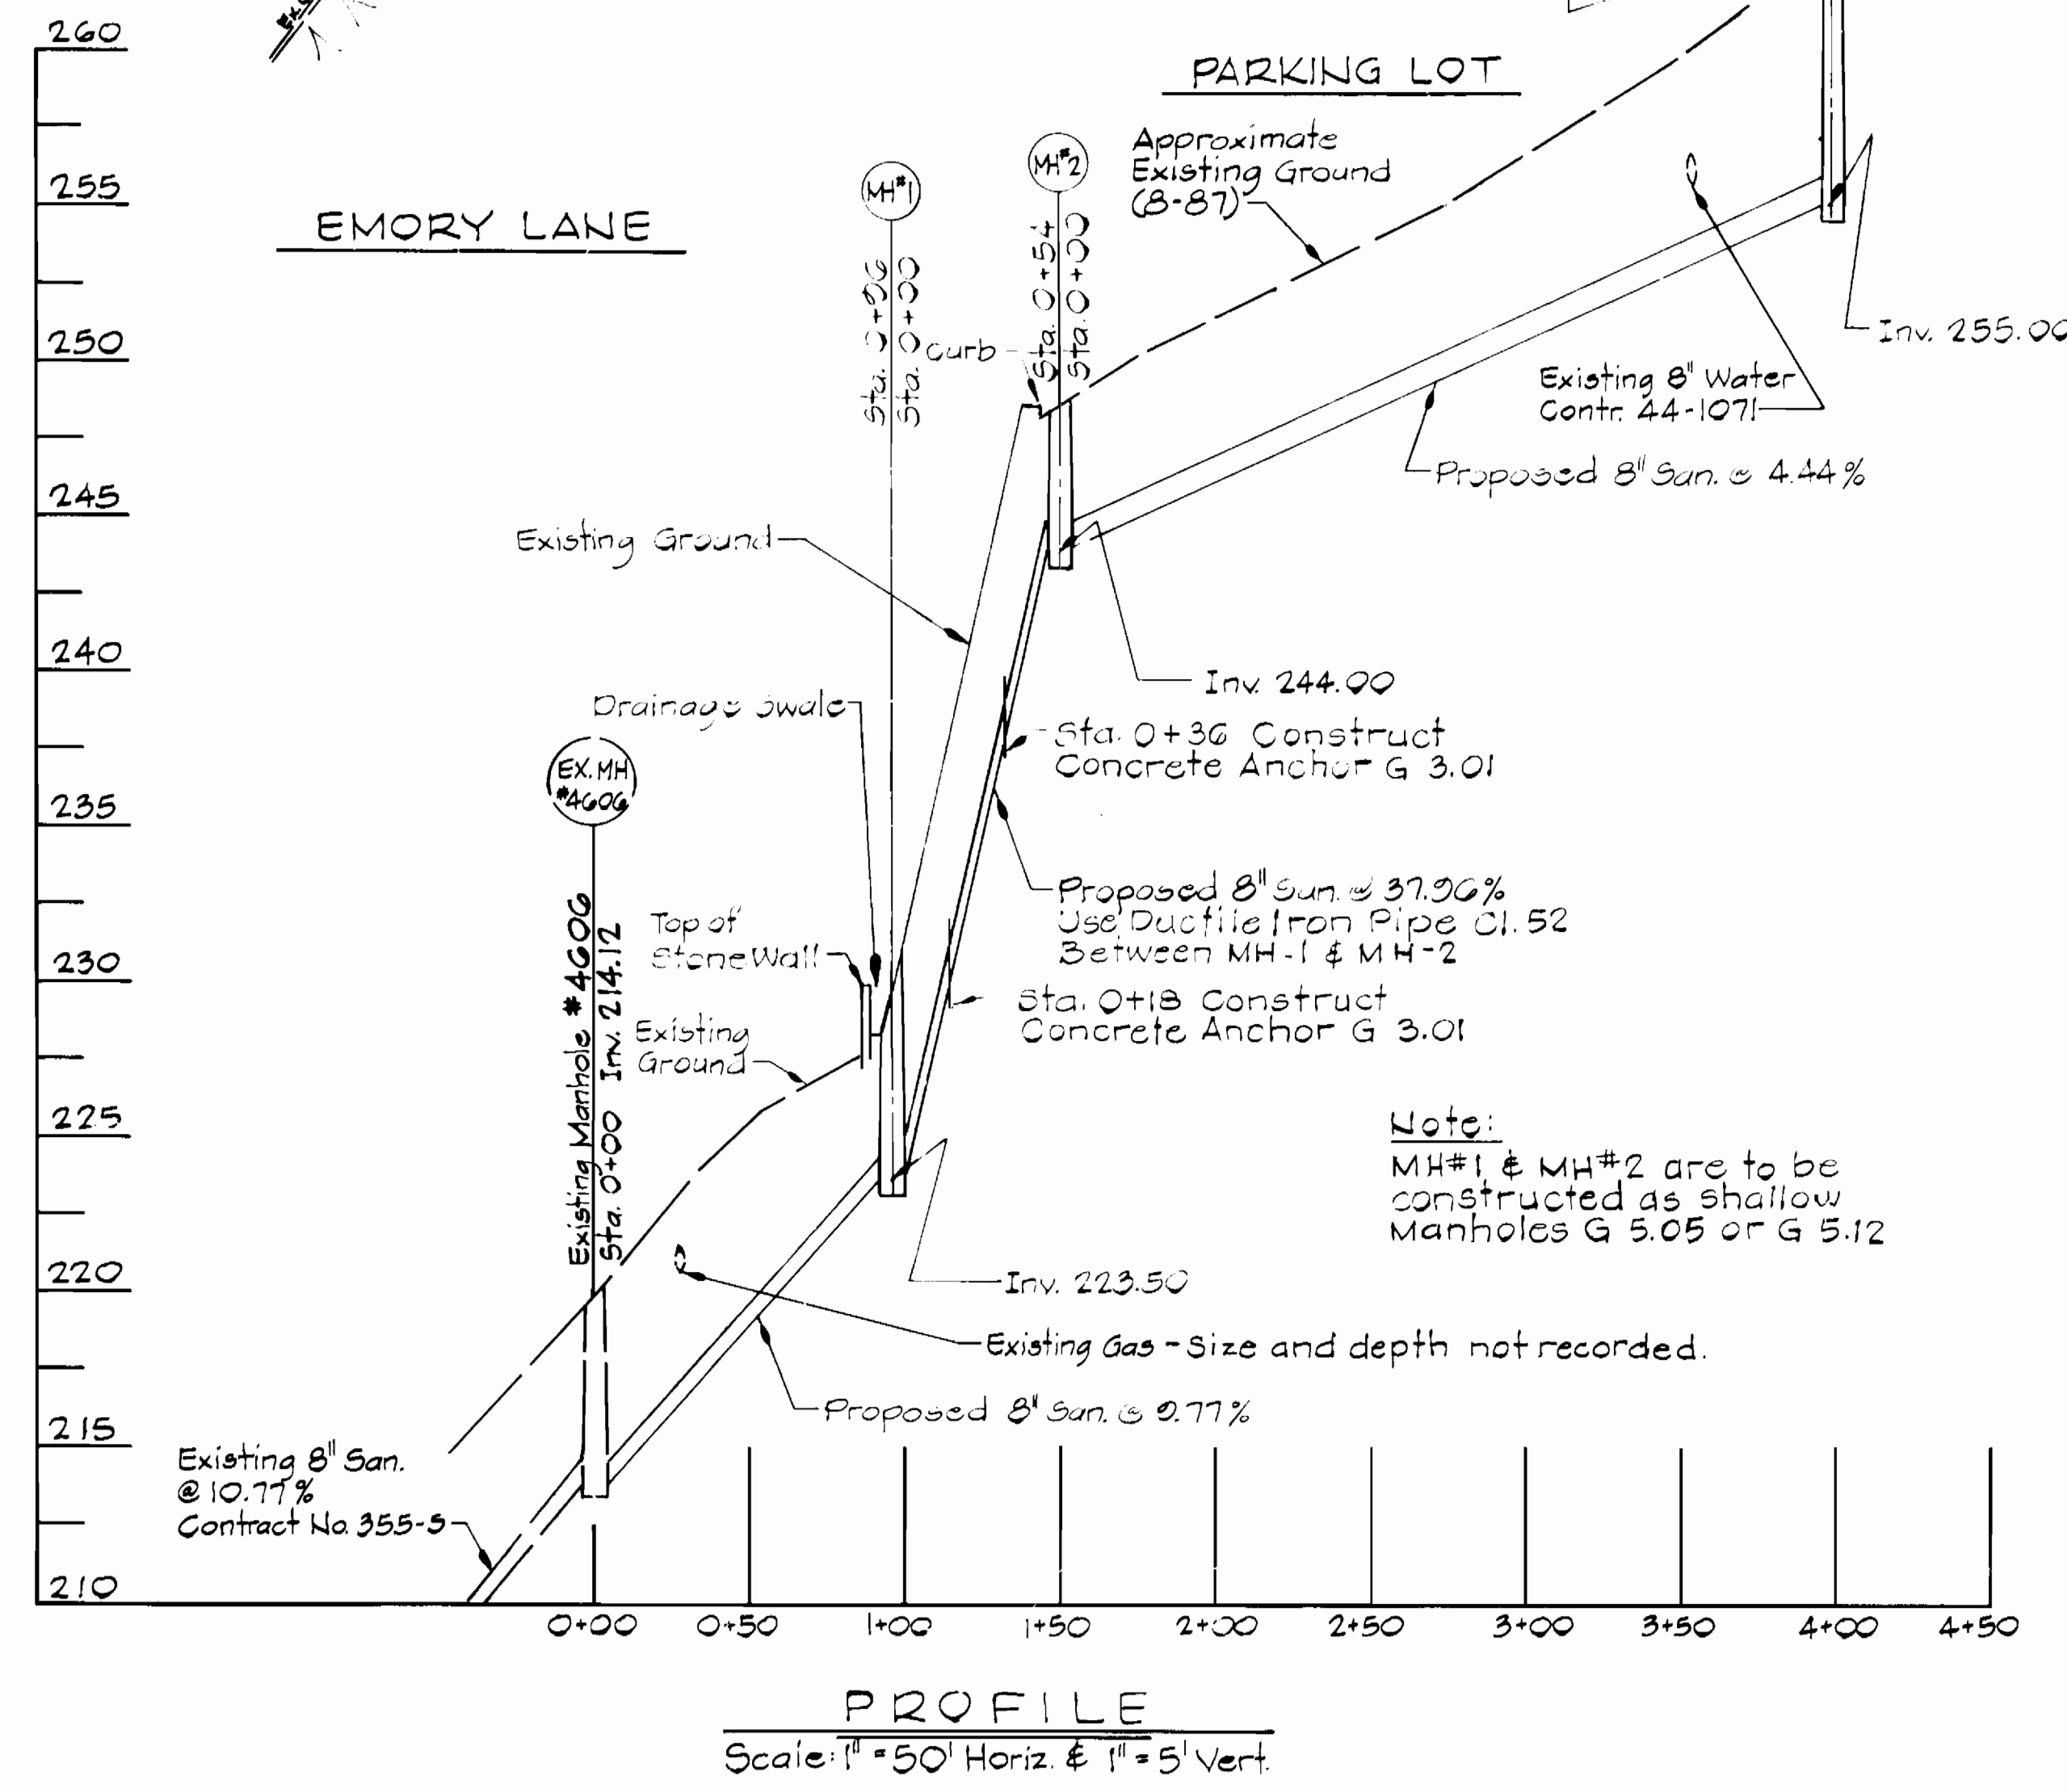 260
255
250
245
240
235
230
225
220
215
210
EMORY LANE
PARKING LOT
MH#1
MH#2
Sta. 0+96
Sta. 0+00
Sta. 0+54
Sta. 0+00
Curb
Approximate
Existing Ground
(8-87)
Inv. 255.00
Existing 8" Water
Contr. 44-1071
Proposed 8" San. @ 4.44%
Existing Ground
Inv. 244.00
Drainage Swale
Sta. 0+36 Construct
Concrete Anchor G 3.01
EX. MH
#4606
Existing Manhole #4606
Sta. 0+00 Inv. 214.12
Proposed 8" San. @ 37.96%
Use Ductile Iron Pipe Cl. 52
Between MH-1 & MH-2
Top of
Stone Wall
Sta. 0+18 Construct
Concrete Anchor G 3.01
Existing
Ground
Note:
MH#1 & MH#2 are to be
constructed as shallow
Manholes G 5.05 or G 5.12
Inv. 223.50
Existing Gas - Size and depth not recorded.
Proposed 8" San. @ 9.77%
Existing 8" San.
@ 10.77%
Contract No. 355-S
0+00 0+50 1+00 1+50 2+00 2+50 3+00 3+50 4+00 4+50
PROFILE
Scale: 1" = 50' Horiz. & 1" = 5' Vert.